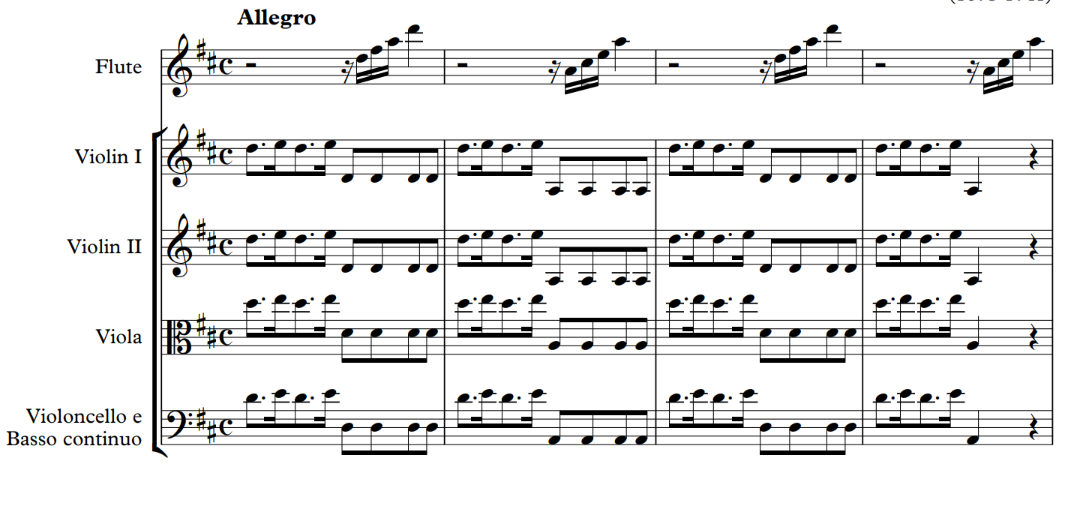 Allegro
Flute
Violin I
Violin II
Viola
Violoncello e
Basso continuo